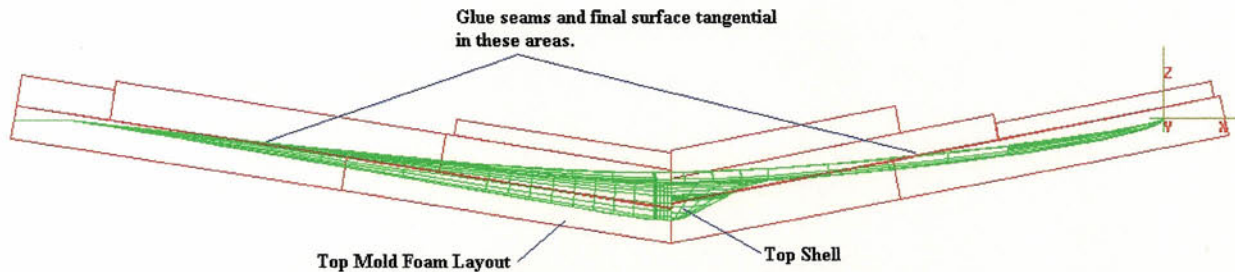 Glue seams and final surface tangential
in these areas.
Z
Y
X
Top Mold Foam Layout
Top Shell